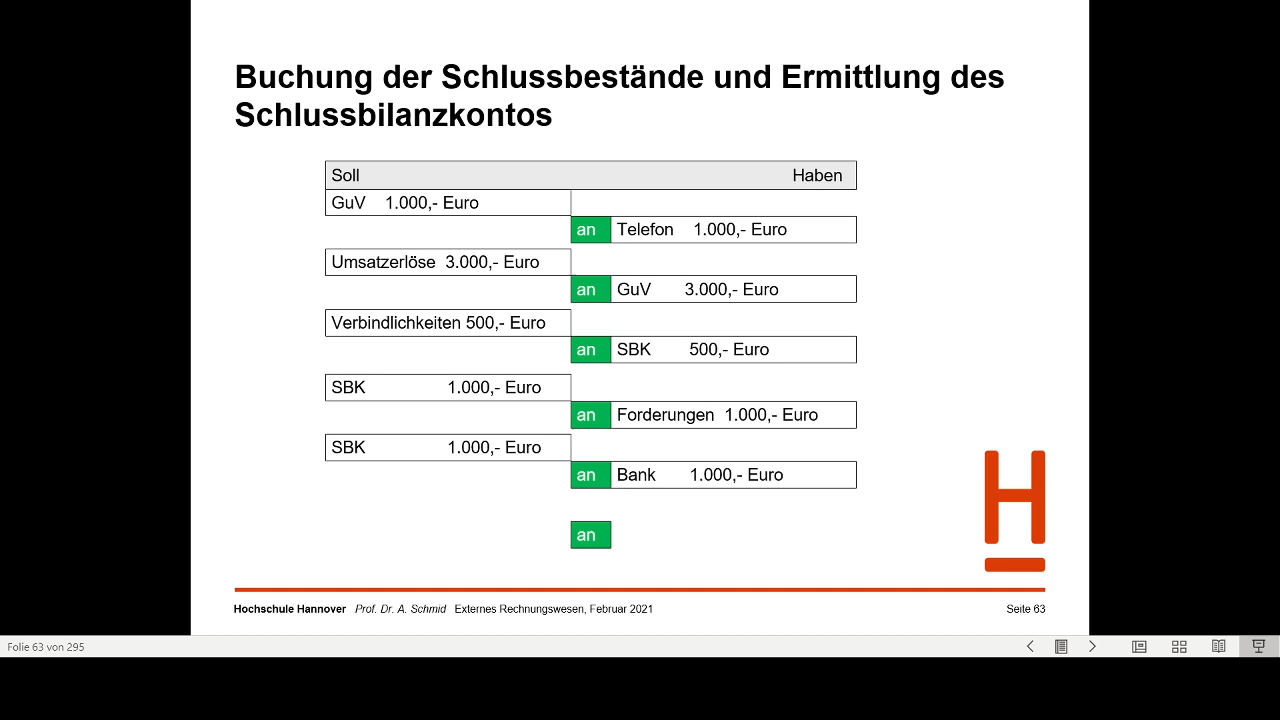 Buchung der Schlussbestände und Ermittlung des
Schlussbilanzkontos
Soll Haben
GuV 1.000,- Euro
an Telefon 1.000,- Euro
Umsatzerlöse 3.000,- Euro
an GuV 3.000,- Euro
Verbindlichkeiten 500,- Euro
an SBK 500,- Euro
SBK 1.000,- Euro
an Forderungen 1.000,- Euro
SBK 1.000,- Euro
an Bank 1.000,- Euro
an
H
Hochschule Hannover Prof. Dr. A. Schmid Externes Rechnungswesen, Februar 2021 Seite 63
Folie 63 von 295